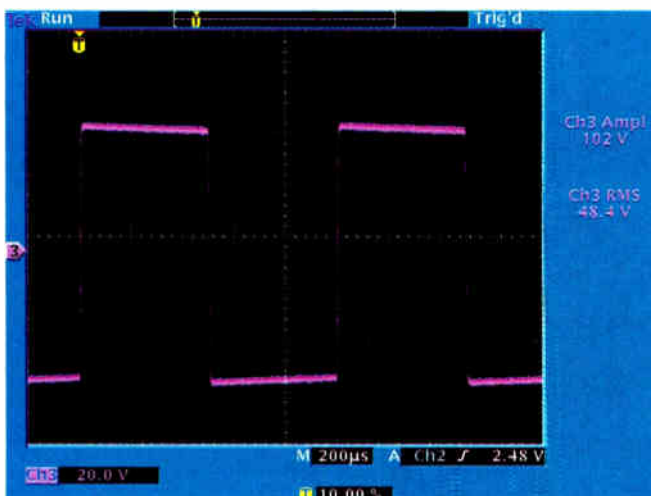 Tek Run Trig'd
T
Ch3 Ampl
102 V
Ch3 RMS
48.4 V
3
M 200µs A Ch2 2.48 V
Ch3 20.0 V
T 10.00 %